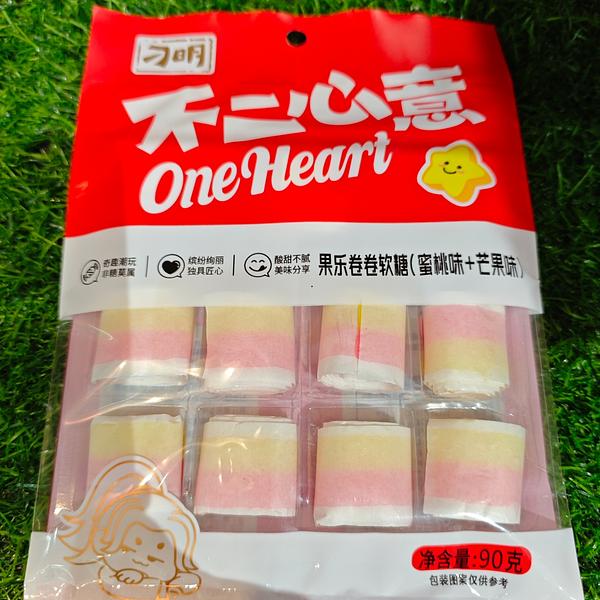 刁明
不二心意
One Heart
奇趣潮玩
非糖莫属
缤纷绚丽
独具匠心
酸甜不腻
美味分享
果乐卷卷软糖(蜜桃味+芒果味)
净含量:90克
包装图案仅供参考